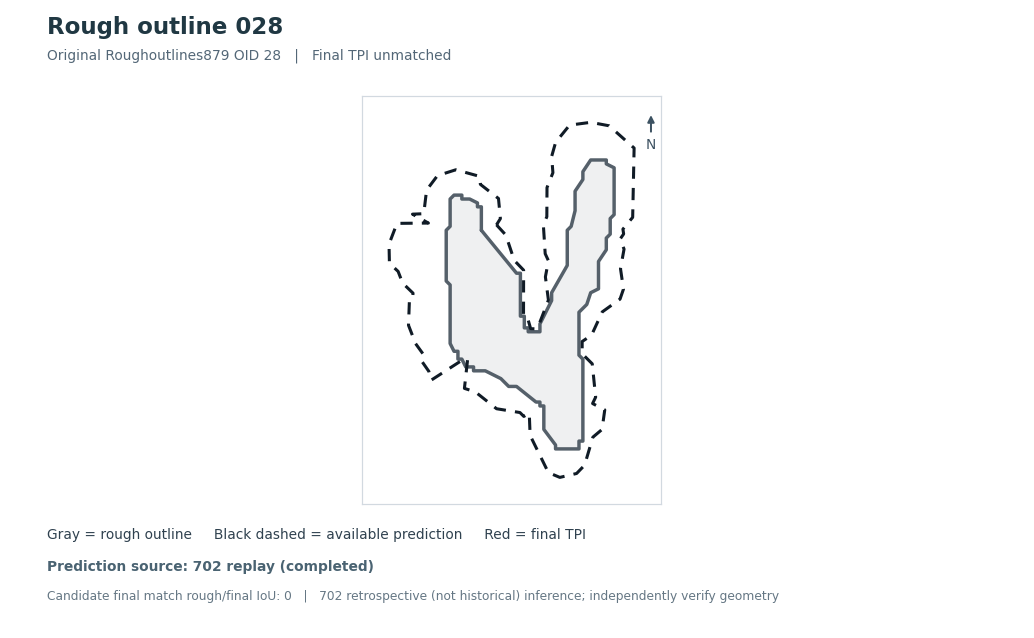 Rough outline 028
Original Roughoutlines879 OID 28   |   Final TPI unmatched
N
Gray = rough outline     Black dashed = available prediction     Red = final TPI
Prediction source: 702 replay (completed)
Candidate final match rough/final IoU: 0   |   702 retrospective (not historical) inference; independently verify geometry